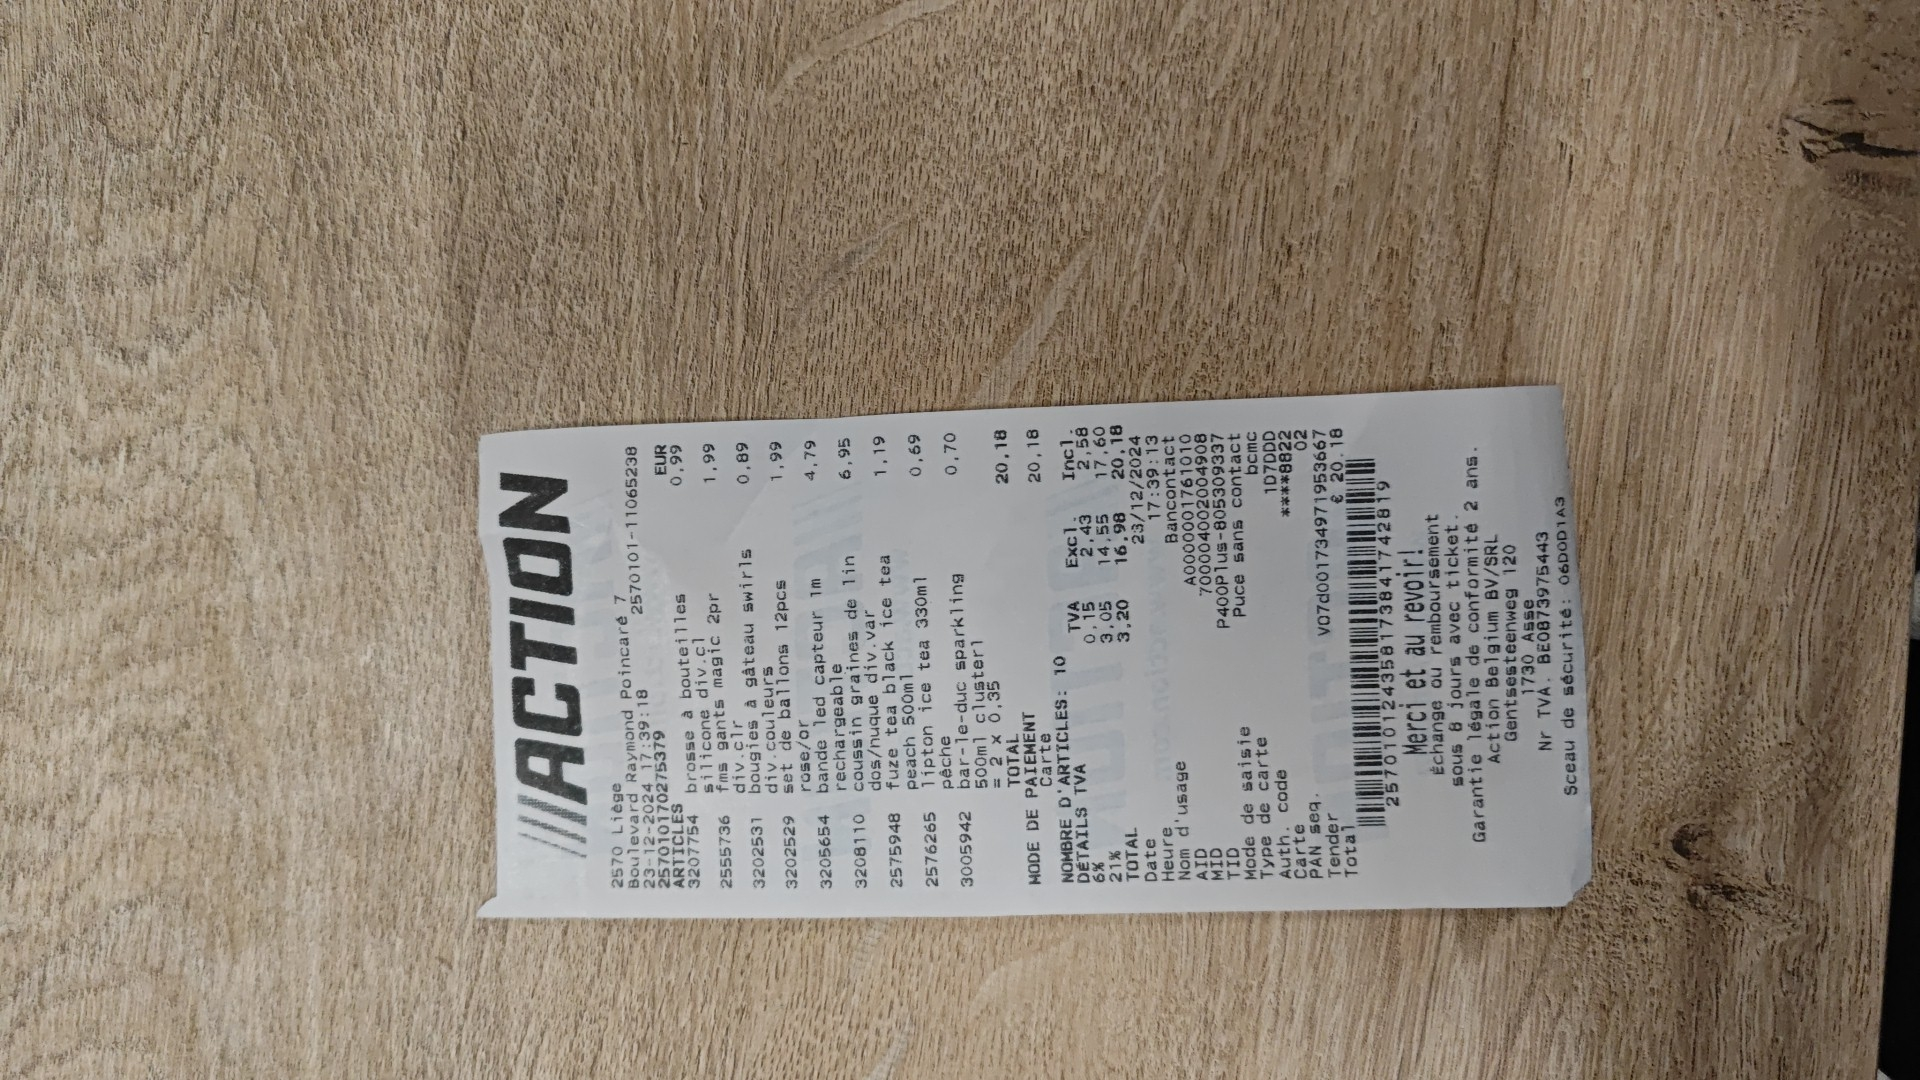 ACTION
2570 Liège
Boulevard Raymond Poincaré 7
23-12-2024 17:39:18 2570101-11065238
2570101170275379
ARTICLES EUR
3207754 brosse à bouteilles 0,99
silicone div.cl
2555736 fms gants magic 2pr 1,99
div.clr
3202531 bougies à gâteau swirls 0,89
div.couleurs
3202529 set de ballons 12pcs 1,99
rose/or
3205654 bande led capteur 1m 4,79
rechargeable
3208110 coussin graines de lin 6,95
dos/nuque div.var
2575948 fuze tea black ice tea 1,19
peach 500ml
2576265 lipton ice tea 330ml 0,69
pêche
3005942 bar-le-duc sparkling 0,70
500ml cluster1
= 2 x 0,35
TOTAL 20,18
MODE DE PAIEMENT
Carte 20,18
NOMBRE D'ARTICLES: 10
DÉTAILS TVA TVA Excl. Incl.
6% 0,15 2,43 2,58
21% 3,05 14,55 17,60
TOTAL 3,20 16,98 20,18
Date 23/12/2024
Heure 17:39:13
Nom d'usage Bancontact
AID A0000001761010
MID 700004002004908
TID P400Plus-805309337
Mode de saisie Puce sans contact
Type de carte bcmc
Auth. code 1D7DDD
Carte ****8822
PAN seq. 02
Tender V07d001734971953667
Total € 20.18
2570101243581738417428​19
Merci et au revoir!
Échange ou remboursement
sous 8 jours avec ticket.
Garantie légale de conformité 2 ans.
Action Belgium BV/SRL
Gentsesteenweg 120
1730 Asse
Nr TVA. BE0873975443
Sceau de sécurité: 06D0D1A3